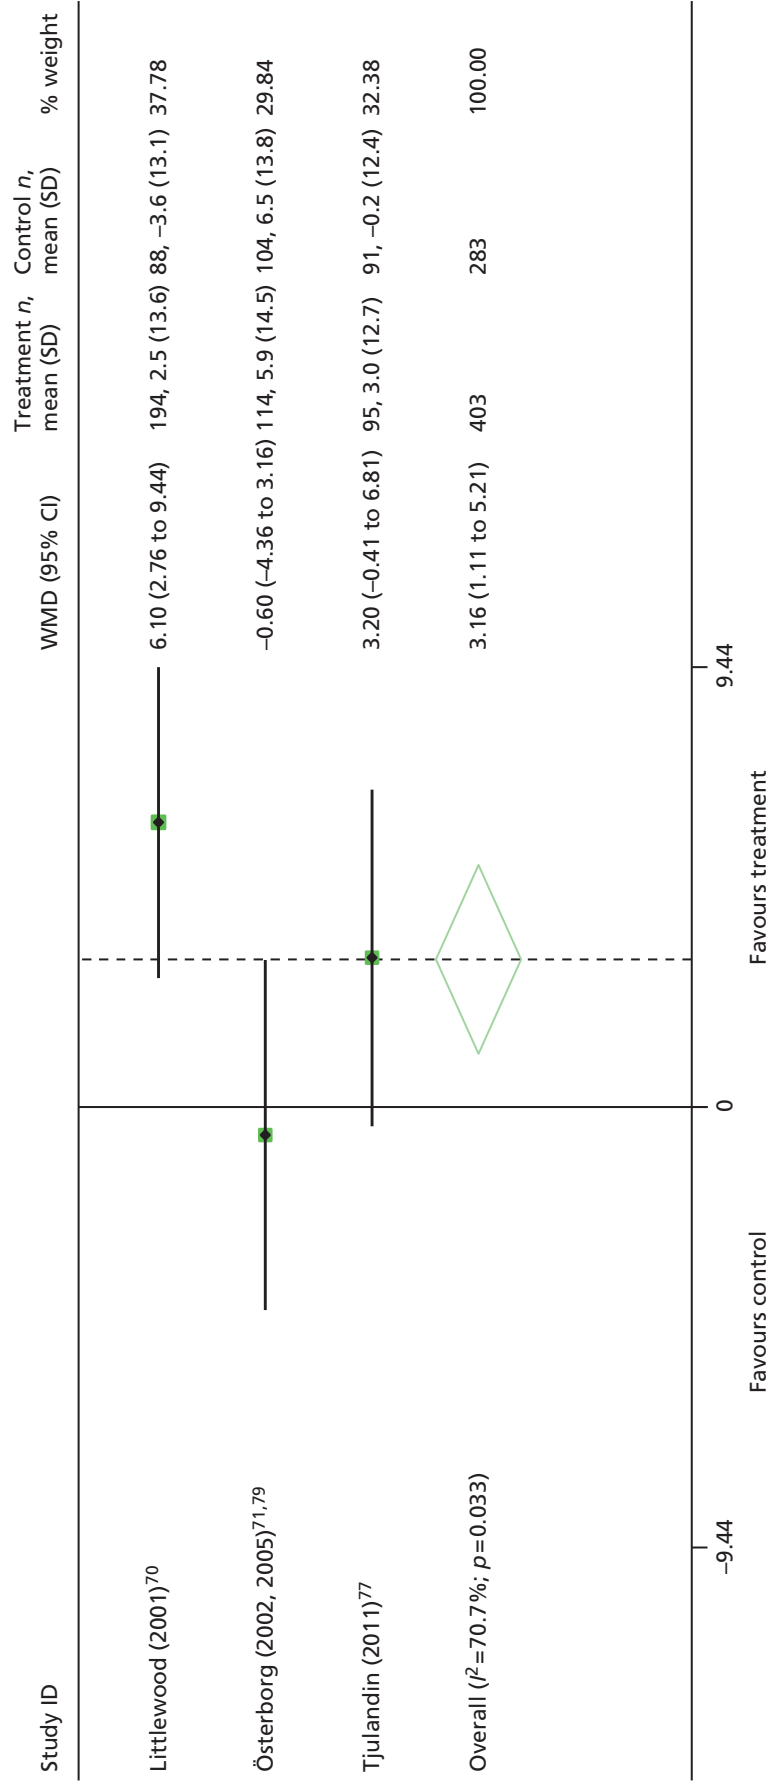 Study ID WMD (95% CI) Treatment n, mean (SD) Control n, mean (SD) % weight
Littlewood (2001)70 6.10 (2.76 to 9.44) 194, 2.5 (13.6) 88, –3.6 (13.1) 37.78
Österborg (2002, 2005)71,79 –0.60 (–4.36 to 3.16) 114, 5.9 (14.5) 104, 6.5 (13.8) 29.84
Tjulandin (2011)77 3.20 (–0.41 to 6.81) 95, 3.0 (12.7) 91, –0.2 (12.4) 32.38
Overall (I2=70.7%; p=0.033) 3.16 (1.11 to 5.21) 403 283 100.00
–9.44 0 9.44
Favours control Favours treatment